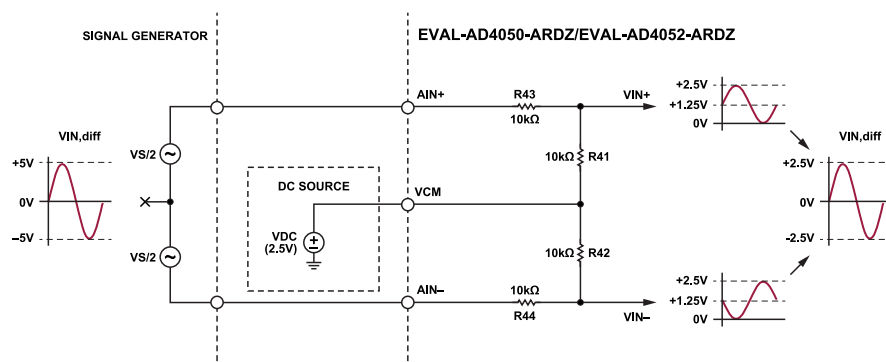 SIGNAL GENERATOR
EVAL-AD4050-ARDZ/EVAL-AD4052-ARDZ
VIN,diff
+5V
0V
–5V
VS/2
VS/2
DC SOURCE
VDC
(2.5V)
AIN+
VCM
AIN–
R43
10kΩ
10kΩ
R41
10kΩ
R42
10kΩ
R44
VIN+
VIN–
+2.5V
+1.25V
0V
+2.5V
+1.25V
0V
VIN,diff
+2.5V
0V
-2.5V